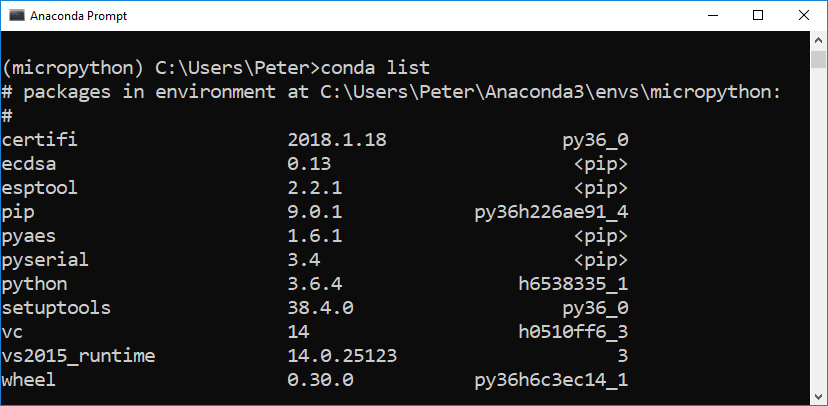 Anaconda Prompt
(micropython) C:\Users\Peter>conda list
# packages in environment at C:\Users\Peter\Anaconda3\envs\micropython:
#
certifi                   2018.1.18                py36_0
ecdsa                     0.13                      <pip>
esptool                   2.2.1                     <pip>
pip                       9.0.1            py36h226ae91_4
pyaes                     1.6.1                     <pip>
pyserial                  3.4                       <pip>
python                    3.6.4                h6538335_1
setuptools                38.4.0                   py36_0
vc                        14                   h0510ff6_3
vs2015_runtime            14.0.25123                    3
wheel                     0.30.0           py36h6c3ec14_1